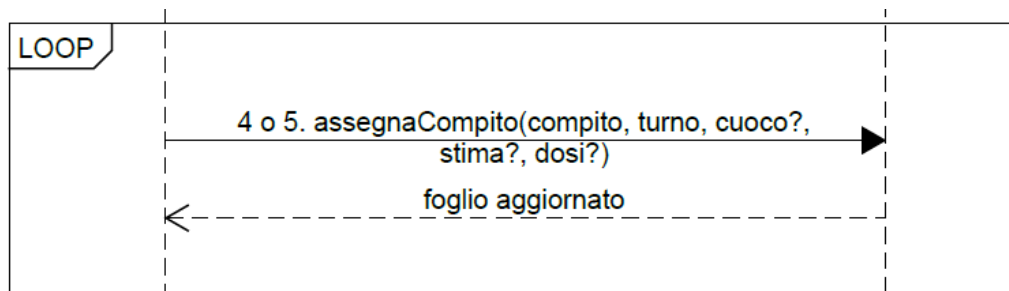 LOOP
4 o 5. assegnaCompito(compito, turno, cuoco?,
stima?, dosi?)
foglio aggiornato